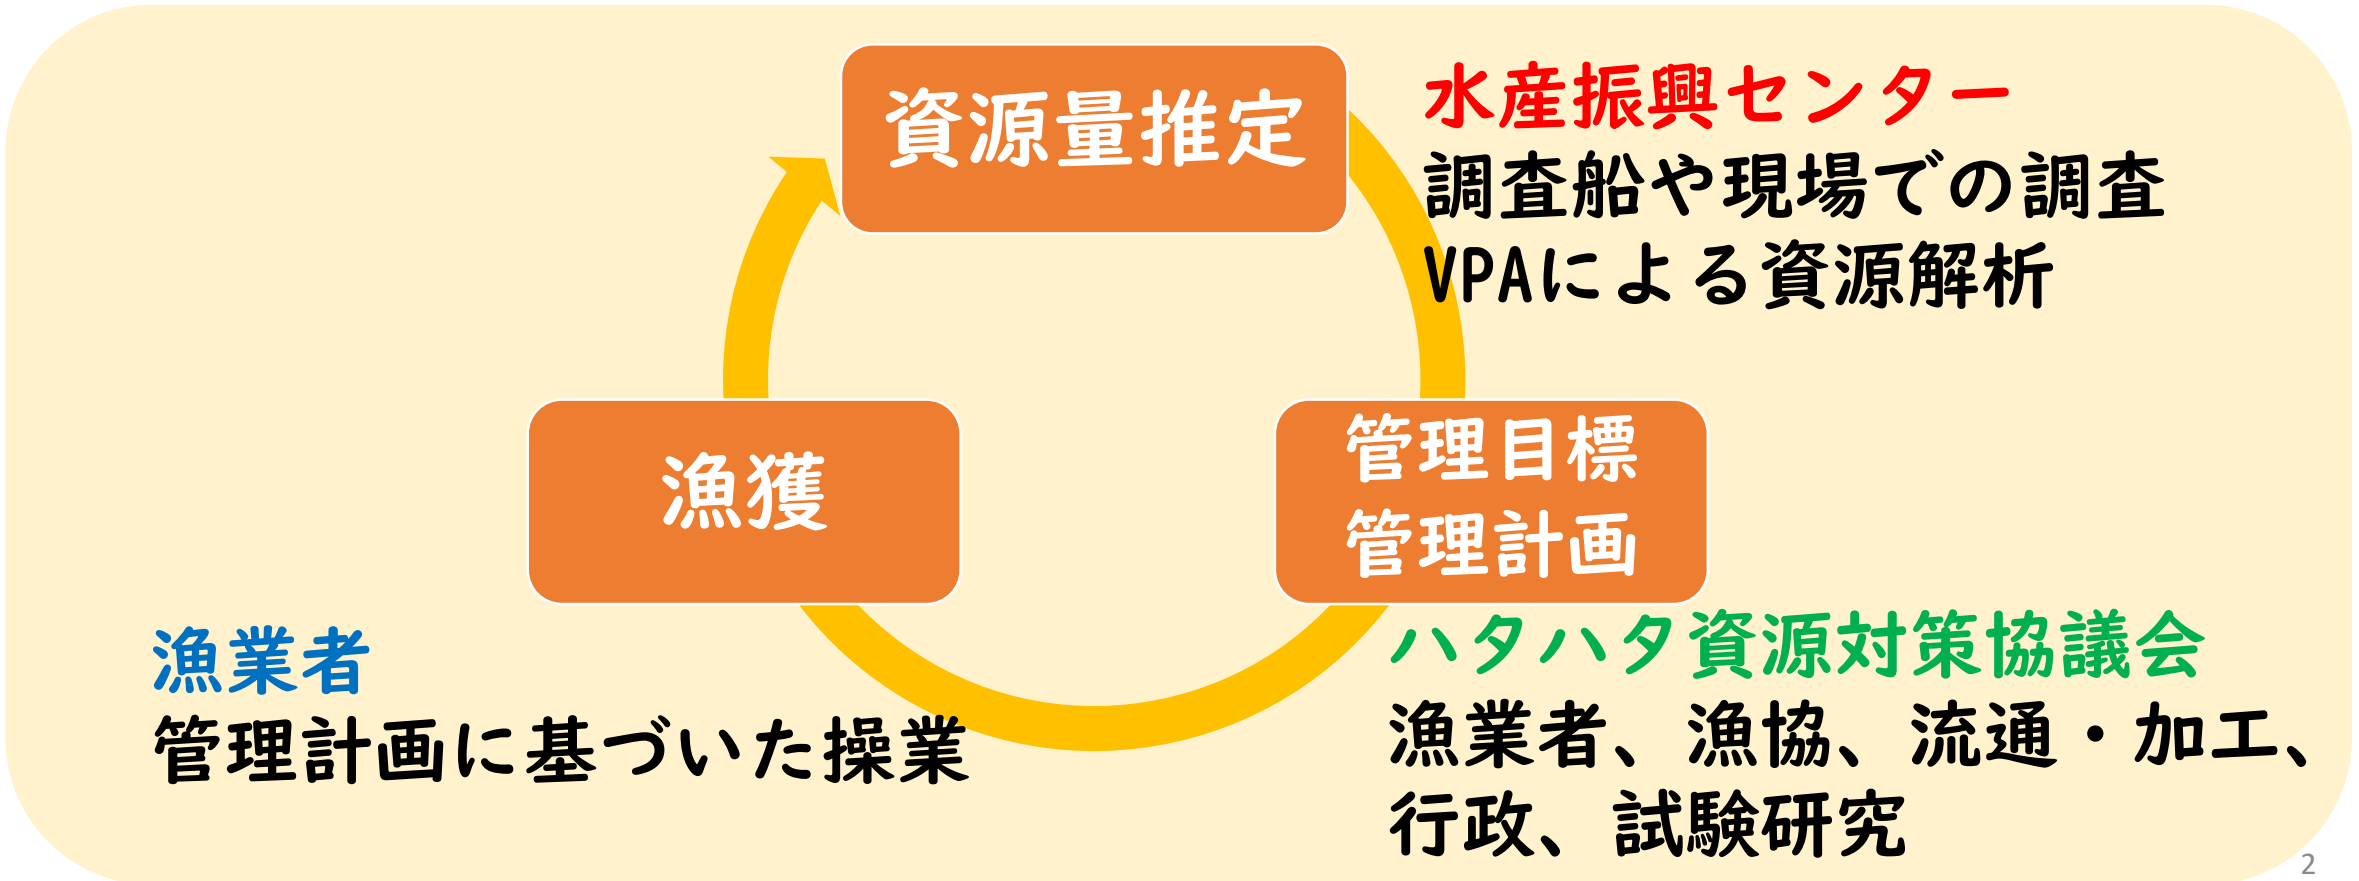 資源量推定
水産振興センター
調査船や現場での調査
VPAによる資源解析
管理目標
管理計画
漁獲
ハタハタ資源対策協議会
漁業者、漁協、流通・加工、
行政、試験研究
漁業者
管理計画に基づいた操業
2